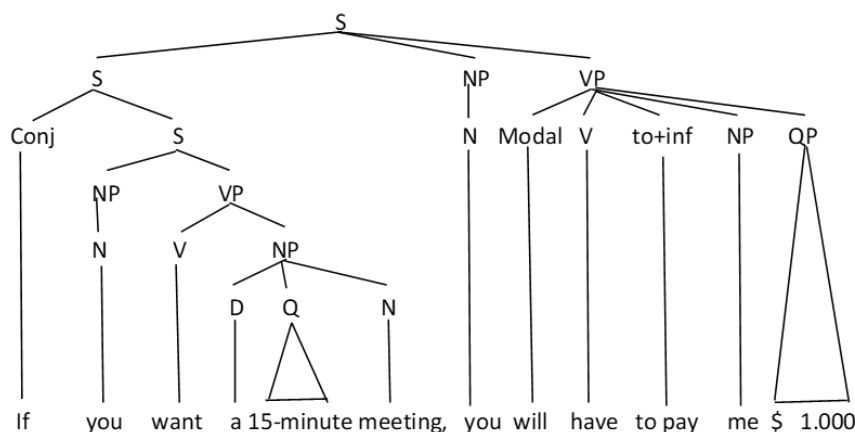 S
S NP VP
Conj S N Modal V to+inf NP QP
NP VP
N V NP
D Q N
If you want a 15-minute meeting, you will have to pay me $ 1.000